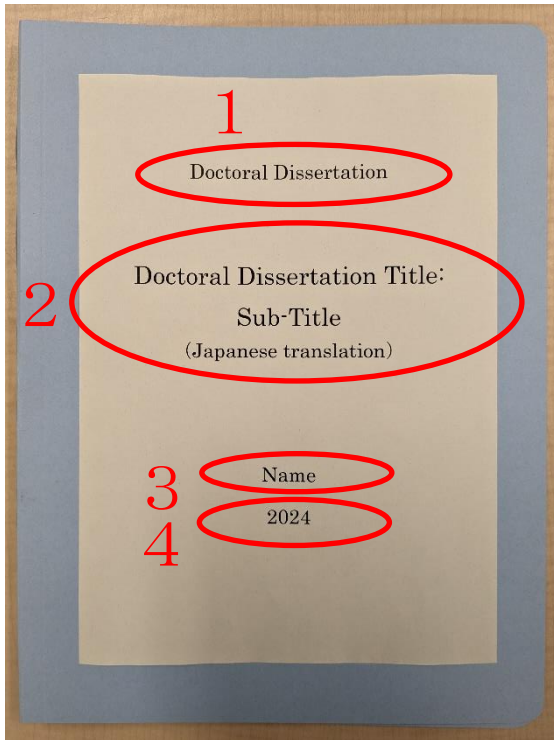 1
Doctoral Dissertation
2
Doctoral Dissertation Title:
Sub-Title
(Japanese translation)
3
Name
4
2024